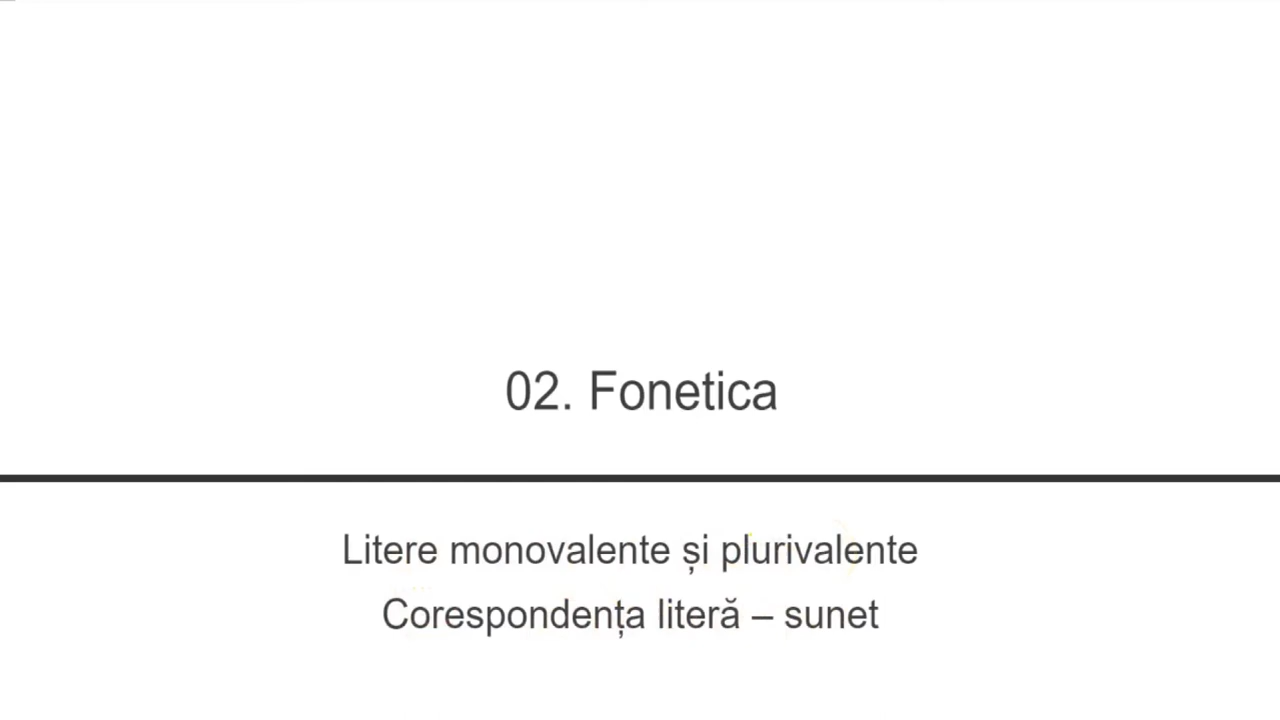 02. Fonetica
Litere monovalente și plurivalente
Corespondența literă – sunet